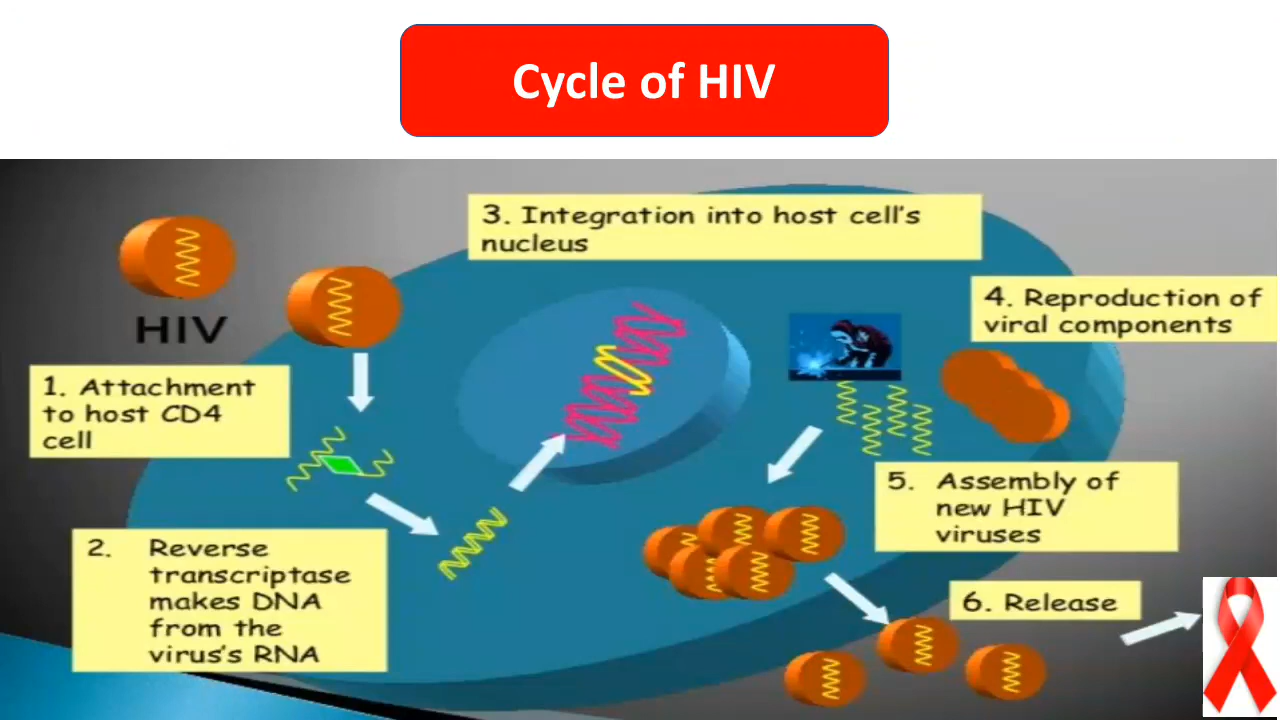 Cycle of HIV
3. Integration into host cell's
nucleus
4. Reproduction of
viral components
HIV
1. Attachment
to host CD4
cell
5. Assembly of
new HIV
viruses
2. Reverse
transcriptase
makes DNA
from the
virus's RNA
6. Release